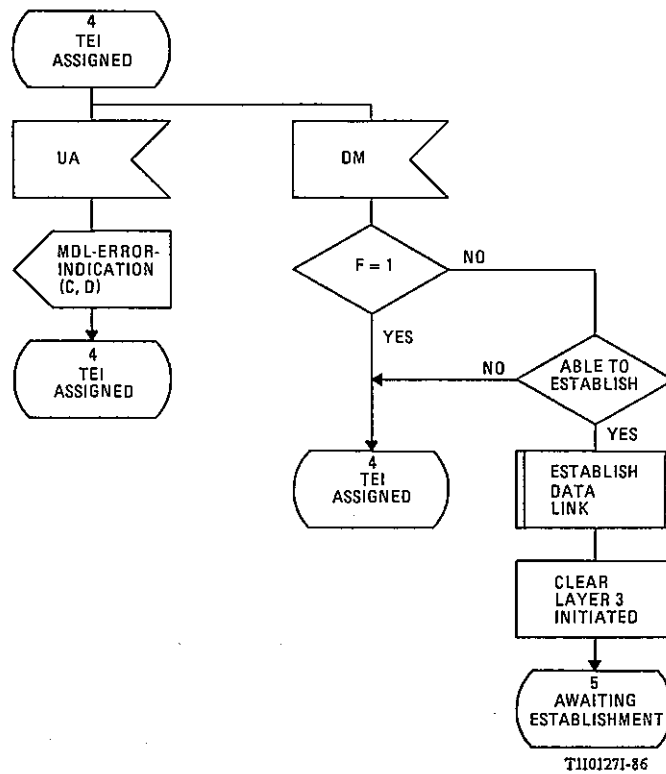 4
TEI
ASSIGNED
UA
DM
MDL-ERROR-
INDICATION
(C, D)
F = 1
NO
YES
4
TEI
ASSIGNED
NO
ABLE TO
ESTABLISH
YES
4
TEI
ASSIGNED
ESTABLISH
DATA
LINK
CLEAR
LAYER 3
INITIATED
5
AWAITING
ESTABLISHMENT
T1101271-86